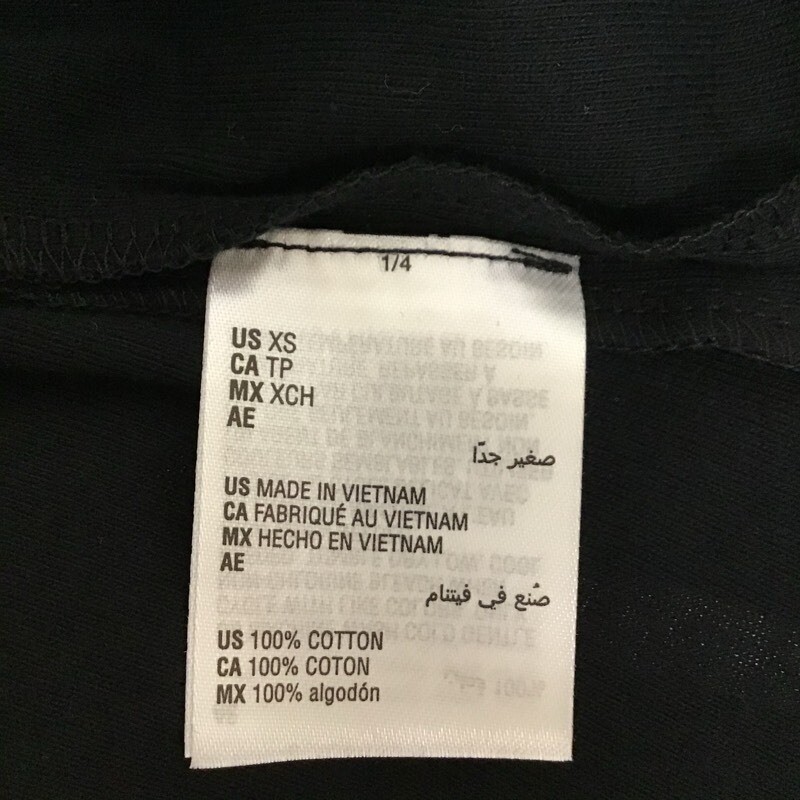 1/4
US XS
CA TP
MX XCH
AE
صغير جدًا
US MADE IN VIETNAM
CA FABRIQUÉ AU VIETNAM
MX HECHO EN VIETNAM
AE
صُنع في فيتنام
US 100% COTTON
CA 100% COTON
MX 100% algodón